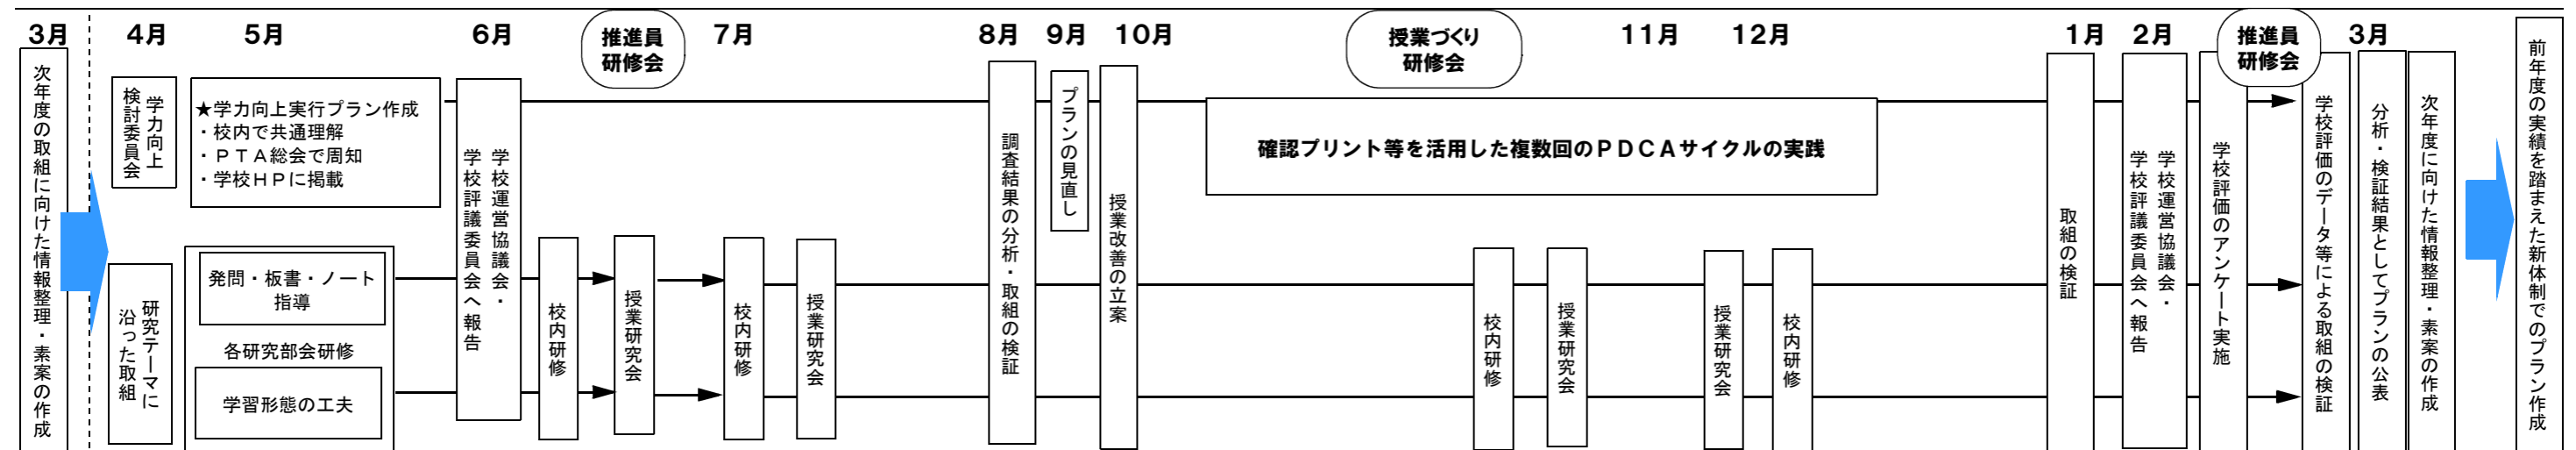 3月
4月
5月
6月
推進員
研修会
7月
8月
9月
10月
授業づくり
研修会
11月
12月
1月
2月
推進員
研修会
3月
次年度の取組に向けた情報整理・素案の作成
学力向上
検討委員会
★学力向上実行プラン作成
・校内で共通理解
・ＰＴＡ総会で周知
・学校ＨＰに掲載
研究テーマに
沿った取組
発問・板書・ノート
指導
各研究部会研修
学習形態の工夫
学校運営協議会・
学校評議委員会へ報告
校内研修
授業研究会
校内研修
授業研究会
調査結果の分析・取組の検証
プランの見直し
授業改善の立案
確認プリント等を活用した複数回のＰＤＣＡサイクルの実践
校内研修
授業研究会
授業研究会
校内研修
取組の検証
学校運営協議会・
学校評議委員会へ報告
学校評価のアンケート実施
学校評価のデータ等による取組の検証
分析・検証結果としてプランの公表
次年度に向けた情報整理・素案の作成
前年度の実績を踏まえた新体制でのプラン作成